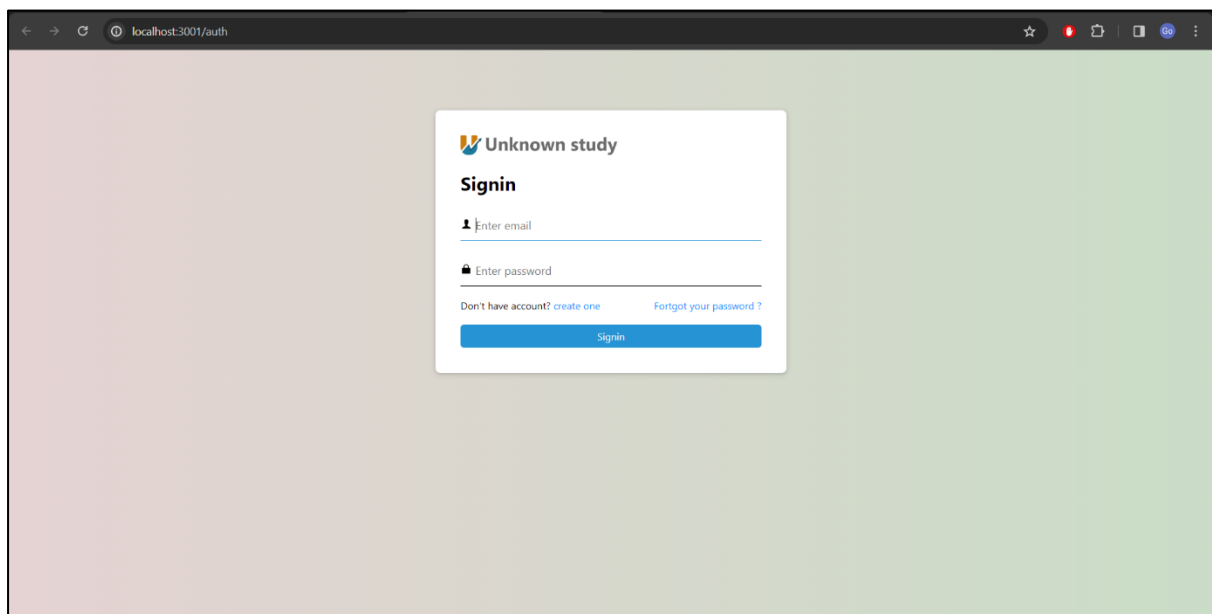 localhost:3001/auth
Go
Unknown study
Signin
Enter email
Enter password
Don't have account? create one Fortgot your password ?
Signin